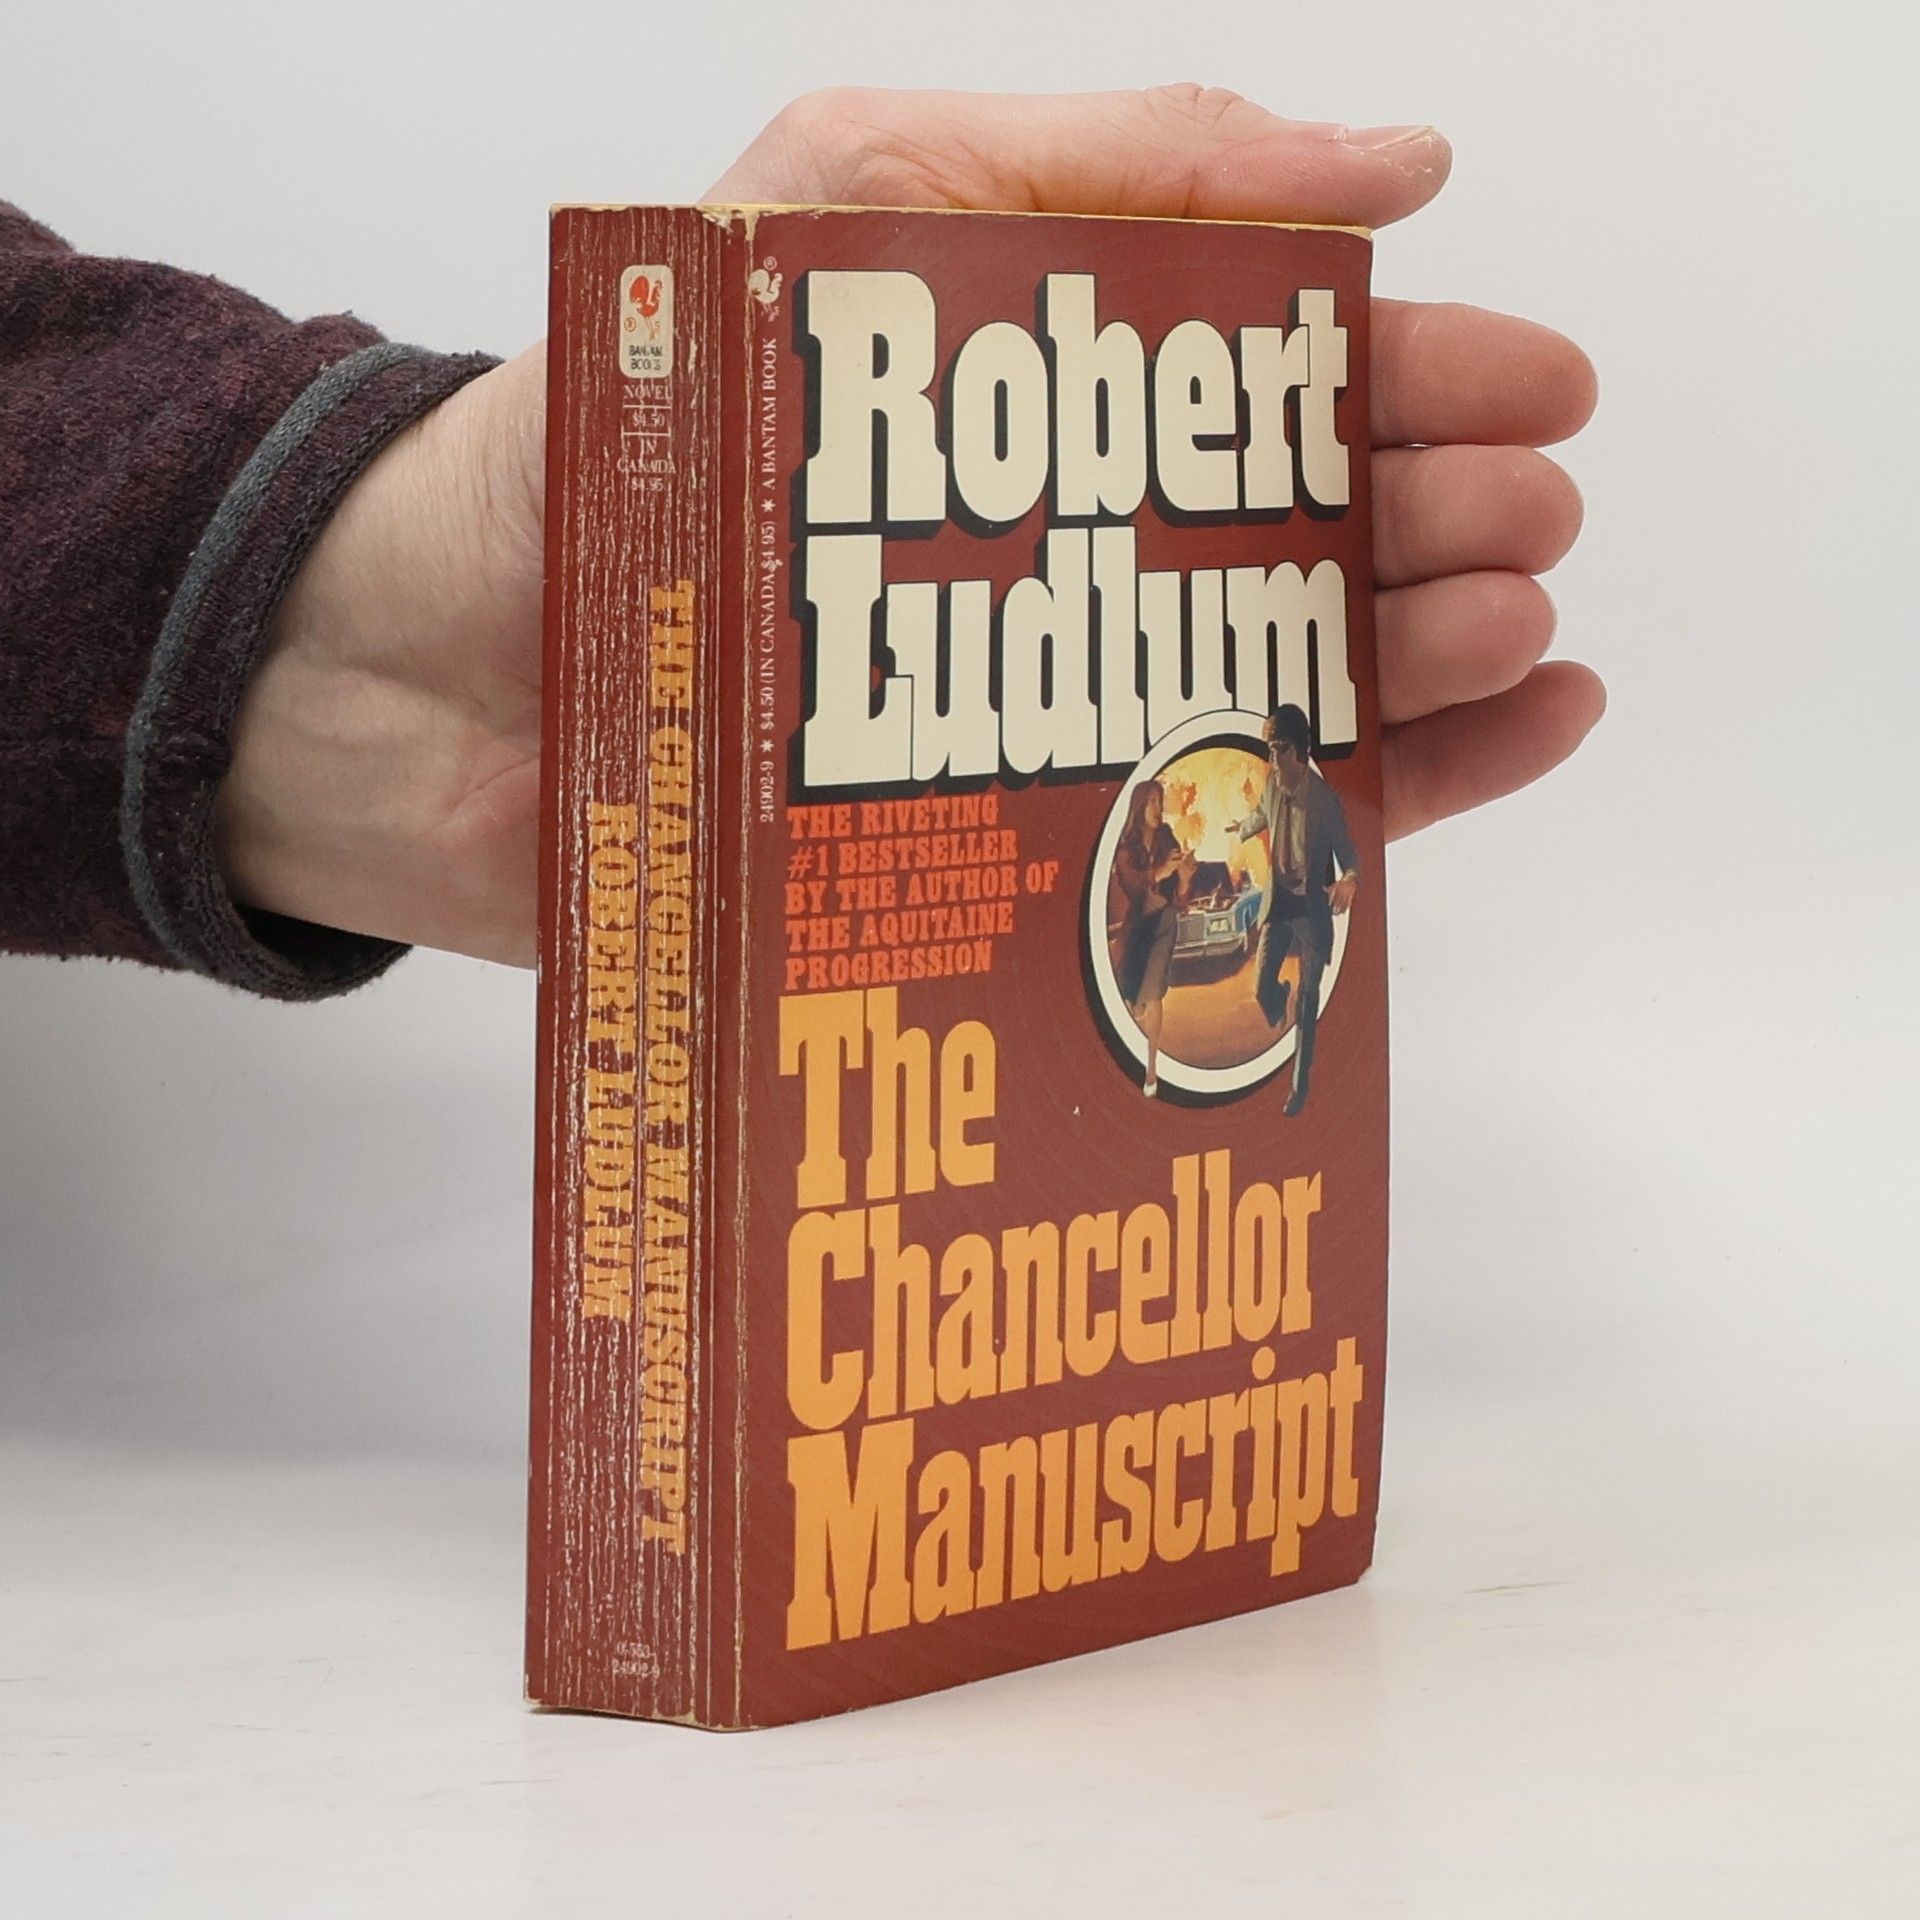 BANTAM
BOOKS
NOVEL
$4.50
IN
CANADA
$4.95
THE CHANCELLOR MANUSCRIPT
ROBERT LUDLUM
0-553-
24902-9
24902-9 * $4.50 (IN CANADA $4.95) * A BANTAM BOOK
Robert
Ludlum
THE RIVETING
#1 BESTSELLER
BY THE AUTHOR OF
THE AQUITAINE
PROGRESSION
The
Chancellor
Manuscript